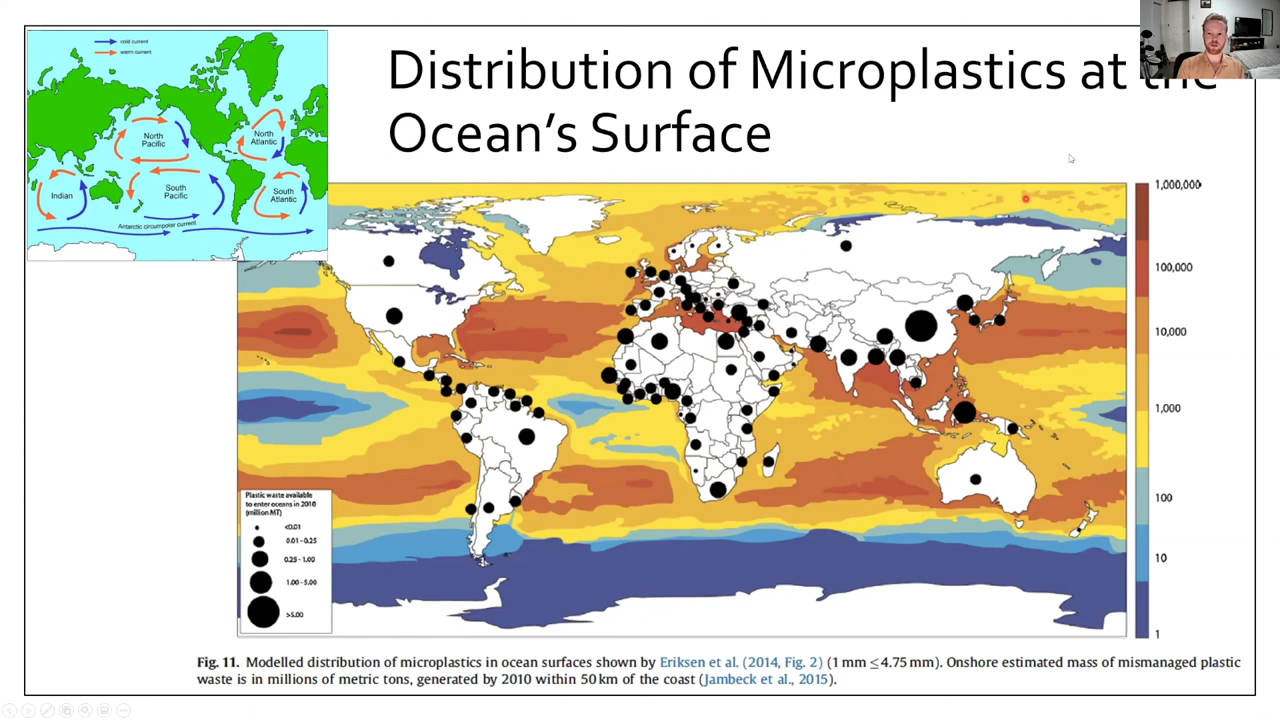 Distribution of Microplastics at the
Ocean's Surface
cold current
warm current
North
Pacific
North
Atlantic
Indian
South
Pacific
South
Atlantic
Antarctic circumpolar current
1,000,000
100,000
10,000
1,000
100
10
1
Plastic waste available
to enter oceans in 2010
(million MT)
<0.01
0.01 - 0.25
0.25 - 1.00
1.00 - 5.00
>5.00
Fig. 11. Modelled distribution of microplastics in ocean surfaces shown by Eriksen et al. (2014, Fig. 2) (1 mm ≤4.75 mm). Onshore estimated mass of mismanaged plastic
waste is in millions of metric tons, generated by 2010 within 50 km of the coast (Jambeck et al., 2015).